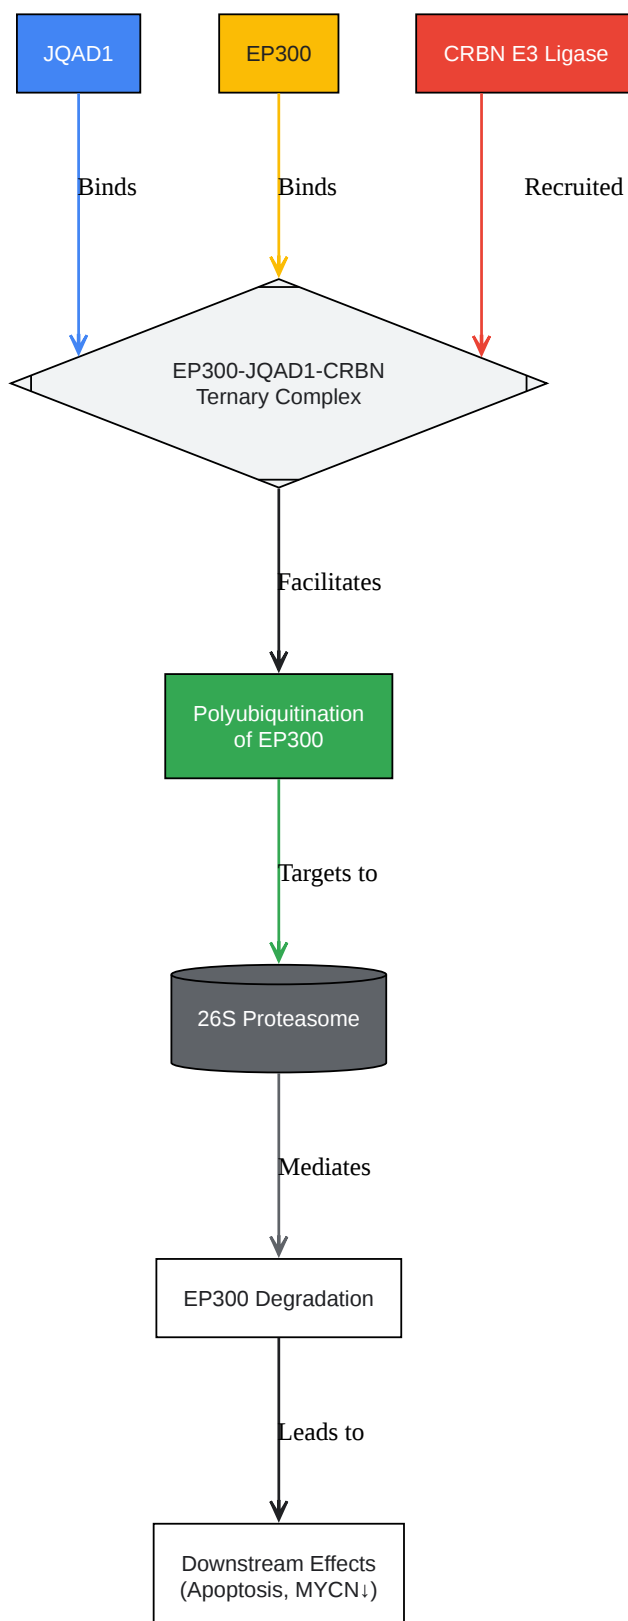 JQAD1
EP300
CRBN E3 Ligase
Binds
Binds
Recruited
EP300-JQAD1-CRBN
Ternary Complex
Facilitates
Polyubiquitination
of EP300
Targets to
26S Proteasome
Mediates
EP300 Degradation
Leads to
Downstream Effects
(Apoptosis, MYCN↓)